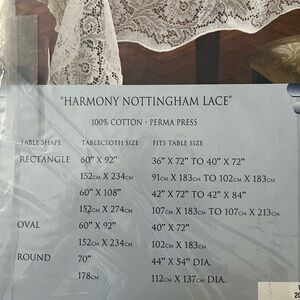 "HARMONY NOTTINGHAM LACE"
100% COTTON · PERMA PRESS
TABLE SHAPE TABLECLOTH SIZE FITS TABLE SIZE
RECTANGLE 60" X 92" 36" X 72" TO 40" X 72"
152CM X 234CM 91CM X 183CM TO 102CM X 183CM
60" X 108" 42" X 72" TO 42" X 84"
152CM X 274CM 107CM X 183CM TO 107CM X 213CM
OVAL 60" X 92" 40" X 72"
152CM X 234CM 102CM X 183CM
ROUND 70" 44" X 54" DIA.
178CM 112CM X 137CM DIA.